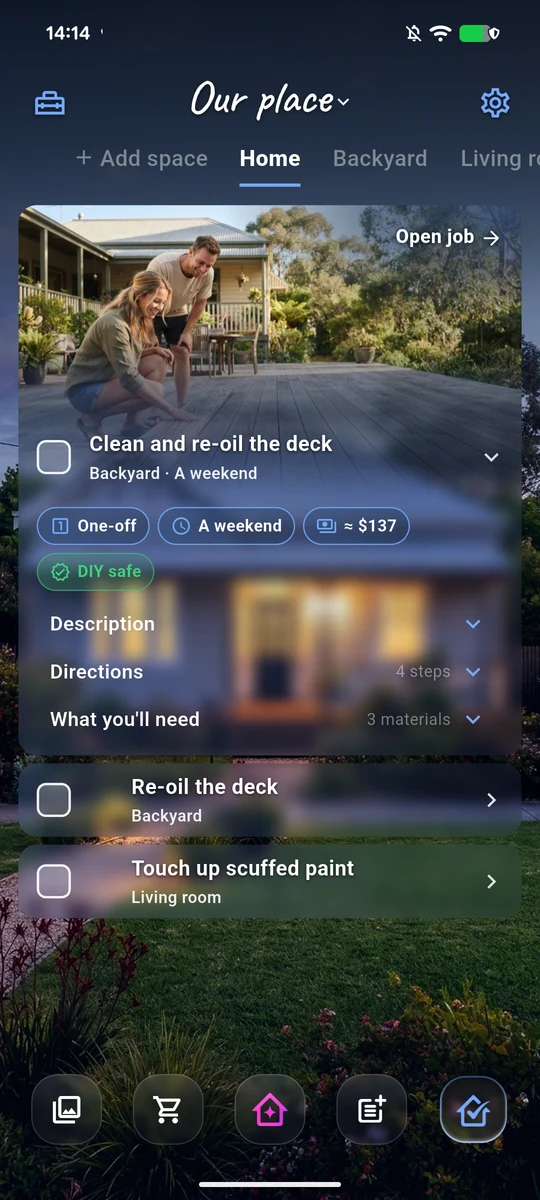 14:14
Our place
+ Add space Home Backyard Living ro
Open job →
Clean and re-oil the deck
Backyard · A weekend
One-off A weekend ≈ $137
DIY safe
Description
Directions 4 steps
What you'll need 3 materials
Re-oil the deck
Backyard
Touch up scuffed paint
Living room